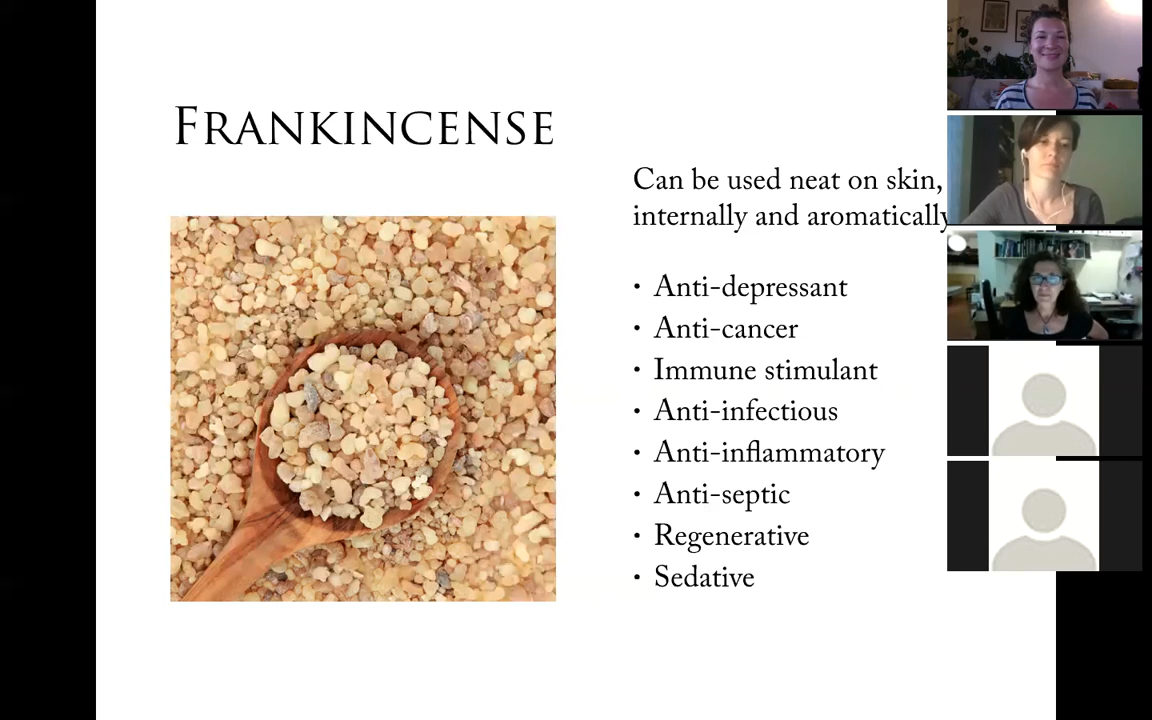 Frankincense
Can be used neat on skin,
internally and aromatically
• Anti-depressant
• Anti-cancer
• Immune stimulant
• Anti-infectious
• Anti-inflammatory
• Anti-septic
• Regenerative
• Sedative